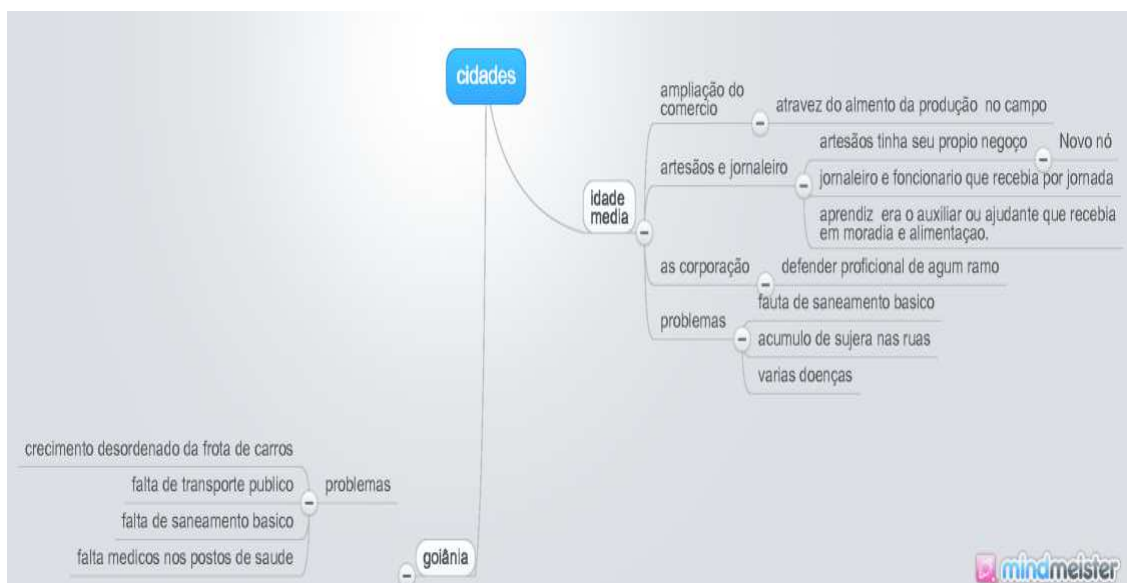 cidades
ampliação do
comercio
atravez do almento da produção no campo
artesãos e jornaleiro
artesãos tinha seu propio negoço
Novo nó
jornaleiro e foncionario que recebia por jornada
aprendiz era o auxiliar ou ajudante que recebia
em moradia e alimentaçao.
idade
media
as corporação
defender proficional de agum ramo
problemas
fauta de saneamento basico
acumulo de sujera nas ruas
varias doenças
crecimento desordenado da frota de carros
falta de transporte publico
problemas
falta de saneamento basico
falta medicos nos postos de saude
goiânia
mindmeister